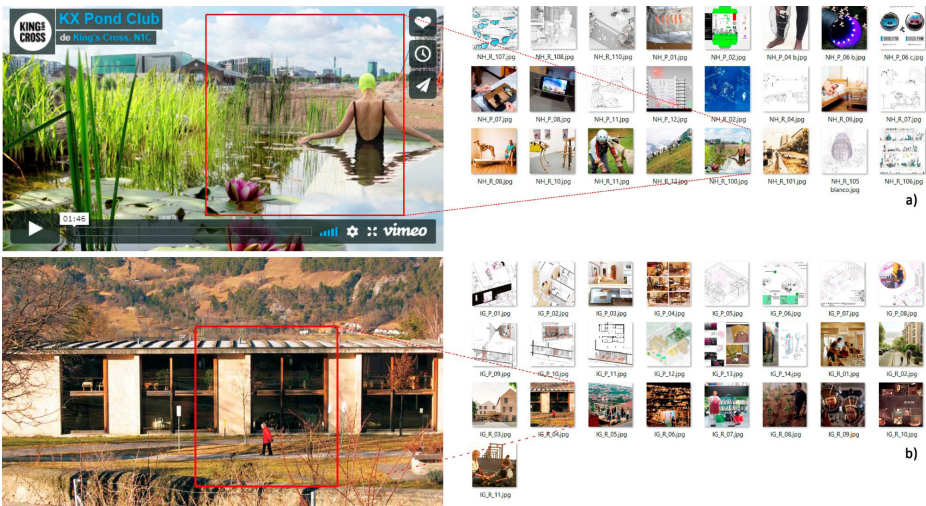 KING'S
CROSS
KX Pond Club
de King's Cross, N1C
01:46
vimeo
NH_R_107.jpg NH_R_108.jpg NH_R_110.jpg NH_P_01.jpg NH_P_02.jpg NH_P_04 b.jpg NH_P_06 b.jpg NH_P_06 c.jpg
NH_P_07.jpg NH_P_08.jpg NH_P_11.jpg NH_P_12.jpg NH_R_02.jpg NH_R_04.jpg NH_R_06.jpg NH_R_07.jpg
NH_R_08.jpg NH_R_10.jpg NH_R_11.jpg NH_R_12.jpg NH_R_100.jpg NH_R_101.jpg NH_R_105 NH_R_106.jpg
blanco.jpg
a)
IG_P_01.jpg IG_P_02.jpg IG_P_03.jpg IG_P_04.jpg IG_P_05.jpg IG_P_06.jpg IG_P_07.jpg IG_P_08.jpg
IG_P_09.jpg IG_P_10.jpg IG_P_11.jpg IG_P_12.jpg IG_P_13.jpg IG_P_14.jpg IG_R_01.jpg IG_R_02.jpg
IG_R_03.jpg IG_R_04.jpg IG_R_05.jpg IG_R_06.jpg IG_R_07.jpg IG_R_08.jpg IG_R_09.jpg IG_R_10.jpg
b)
IG_R_11.jpg